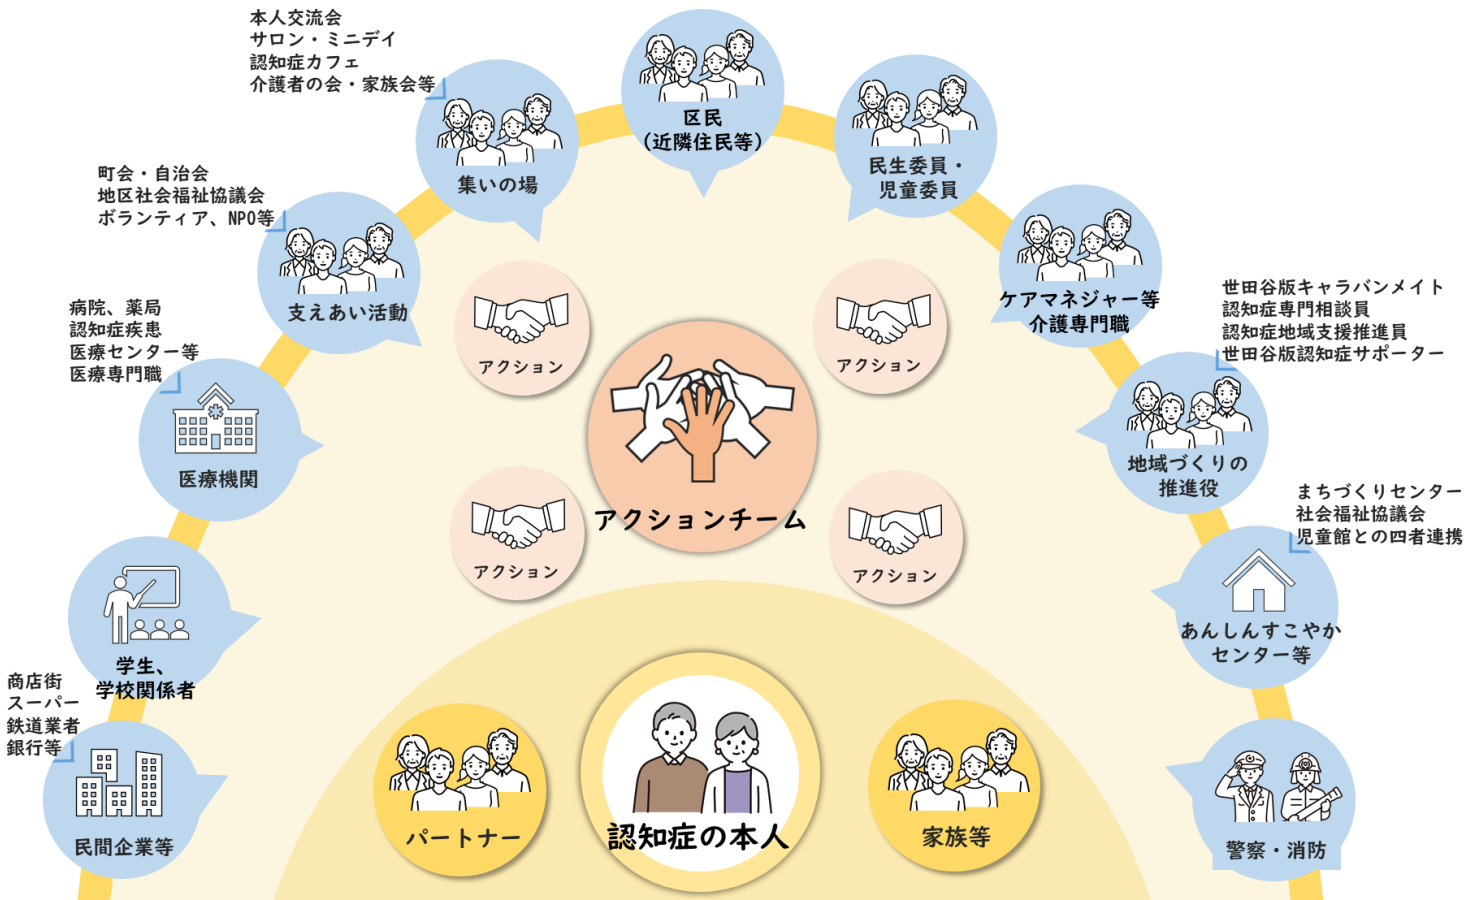 本人交流会
サロン・ミニデイ
認知症カフェ
介護者の会・家族会等
集いの場
区民
(近隣住民等)
民生委員・
児童委員
町会・自治会
地区社会福祉協議会
ボランティア、NPO等
支えあい活動
ケアマネジャー等
介護専門職
病院、薬局
認知症疾患
医療センター等
医療専門職
医療機関
世田谷版キャラバンメイト
認知症専門相談員
認知症地域支援推進員
世田谷版認知症サポーター
地域づくりの
推進役
アクション
アクション
アクションチーム
アクション
アクション
まちづくりセンター
社会福祉協議会
児童館との四者連携
あんしんすこやか
センター等
学生、
学校関係者
商店街
スーパー
鉄道業者
銀行等
民間企業等
パートナー
認知症の本人
家族等
警察・消防